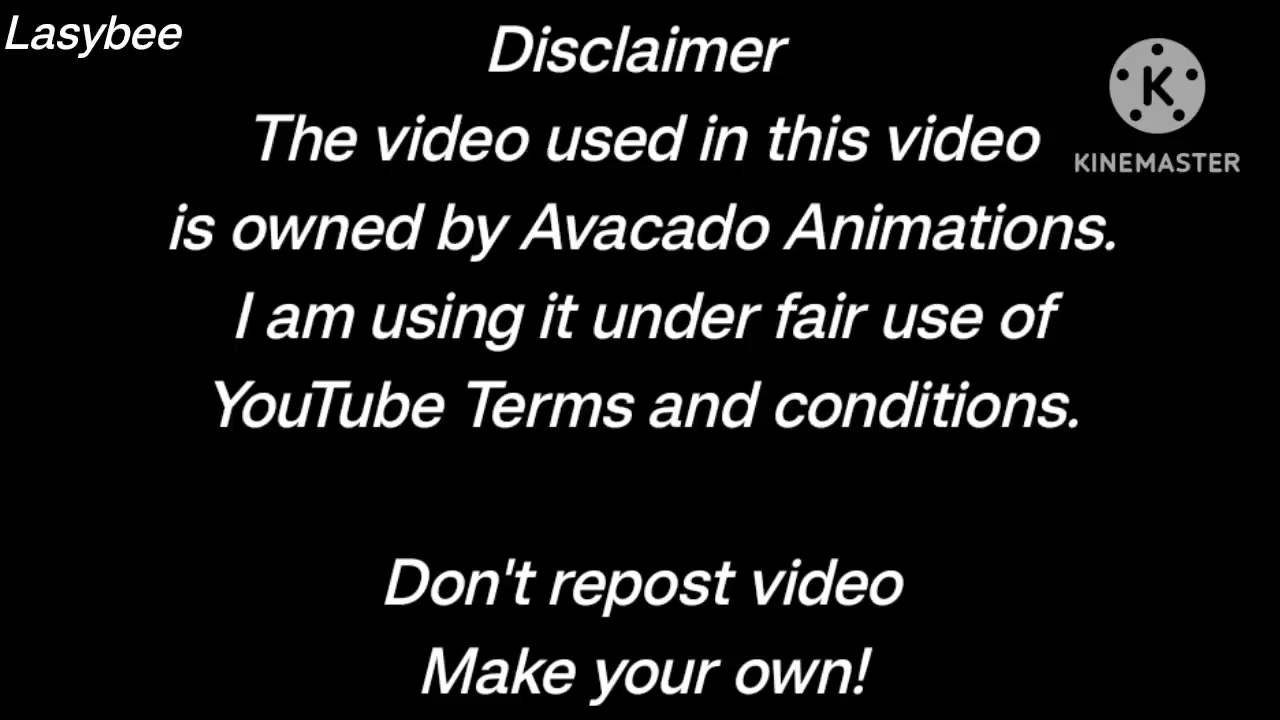 Lasybee
Disclaimer
The video used in this video
is owned by Avacado Animations.
I am using it under fair use of
YouTube Terms and conditions.
Don't repost video
Make your own!
K
KINEMASTER